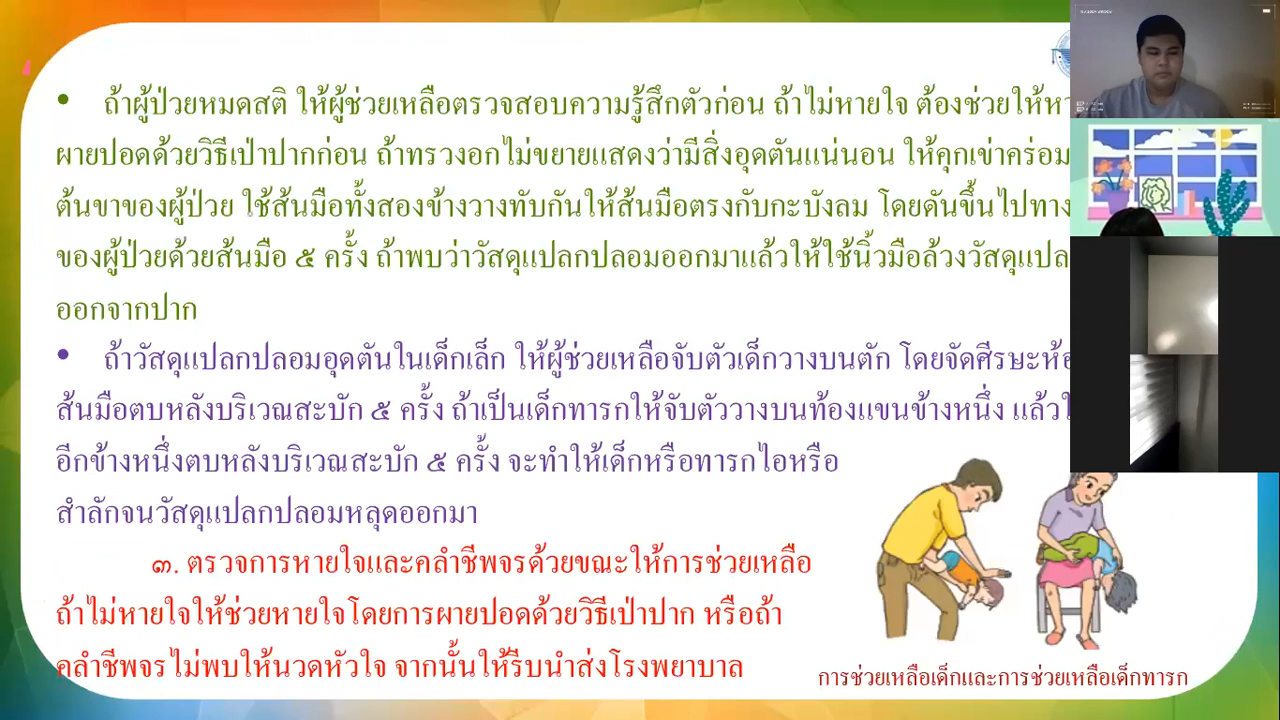 • ถ้าผู้ป่วยหมดสติ ให้ผู้ช่วยเหลือตรวจสอบความรู้สึกตัวก่อน ถ้าไม่หายใจ ต้องช่วยให้
ผายปอดด้วยวิธีเป่าปากก่อน ถ้าทรวงอกไม่ขยายแสดงว่ามีสิ่งอุดตันแน่นอน ให้คุกเข่าคร่อม
ต้นขาของผู้ป่วย ใช้ส้นมือทั้งสองข้างวางทับกันให้ส้นมือตรงกับกะบังลม โดยดันขึ้นไปทาง
ของผู้ป่วยด้วยส้นมือ ๕ ครั้ง ถ้าพบว่าวัสดุแปลกปลอมออกมาแล้วให้ใช้นิ้วมือล้วงวัสดุ
ออกจากปาก
• ถ้าวัสดุแปลกปลอมอุดตันในเด็กเล็ก ให้ผู้ช่วยเหลือจับตัวเด็กวางบนตัก โดยจัดศีรษะ
ส้นมือตบหลังบริเวณสะบัก ๕ ครั้ง ถ้าเป็นเด็กทารกให้จับตัววางบนท้องแขนข้างหนึ่ง แล้ว
อีกข้างหนึ่งตบหลังบริเวณสะบัก ๕ ครั้ง จะทำให้เด็กหรือทารกไอหรือ
สำลักจนวัสดุแปลกปลอมหลุดออกมา
๓. ตรวจการหายใจและคลำชีพจรด้วยขณะให้การช่วยเหลือ
ถ้าไม่หายใจให้ช่วยหายใจโดยการผายปอดด้วยวิธีเป่าปาก หรือถ้า
คลำชีพจรไม่พบให้นวดหัวใจ จากนั้นให้รีบนำส่งโรงพยาบาล
การช่วยเหลือเด็กและการช่วยเหลือเด็กทารก